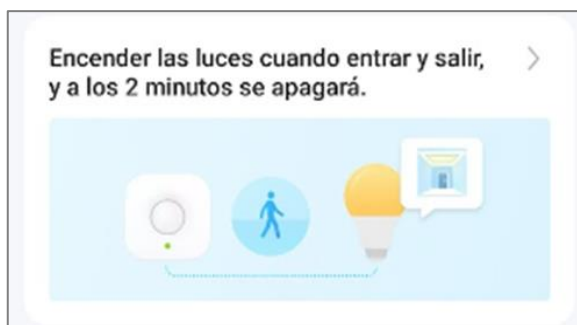 Encender las luces cuando entrar y salir,
y a los 2 minutos se apagará.